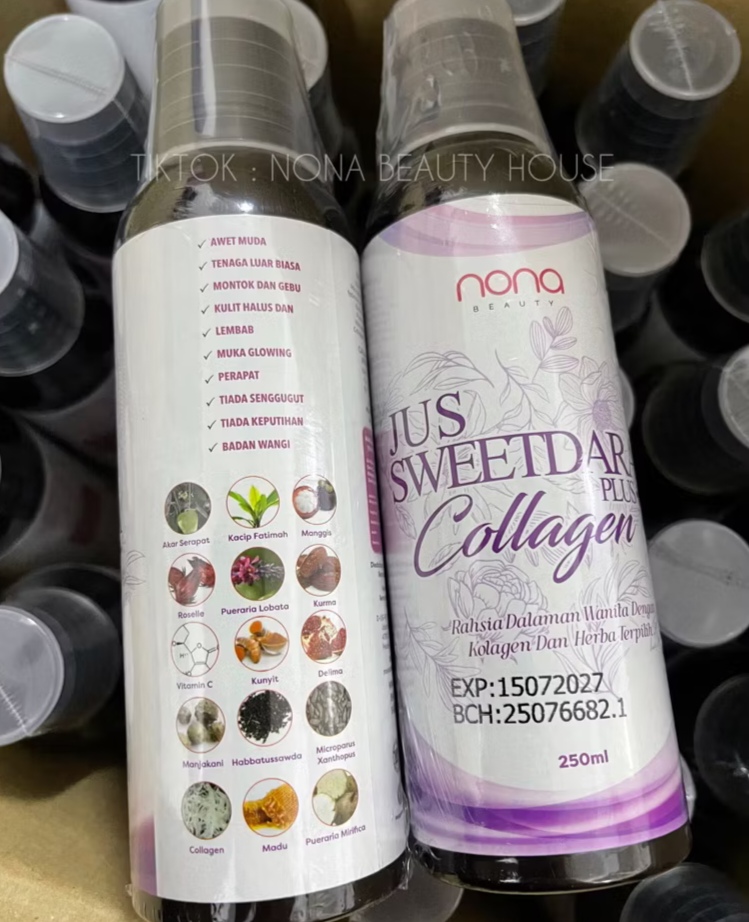 TIKTOK : NONA BEAUTY HOUSE
AWET MUDA
TENAGA LUAR BIASA
MONTOK DAN GEBU
KULIT HALUS DAN
LEMBAB
MUKA GLOWING
PERAPAT
TIADA SENGGUGUT
TIADA KEPUTIHAN
BADAN WANGI
Akar Serapat
Kacip Fatimah
Manggis
Roselle
Pueraria Lobata
Kurma
Vitamin C
Kunyit
Delima
Manjakani
Habbatussawda
Microporus
Xanthopus
Collagen
Madu
Pueraria Mirifica
nona
BEAUTY
JUS
SWEETDARA
PLUS
Collagen
Rahsia Dalaman Wanita Dengan
Kolagen Dan Herba Terpilih
EXP:15072027
BCH:25076682.1
250ml